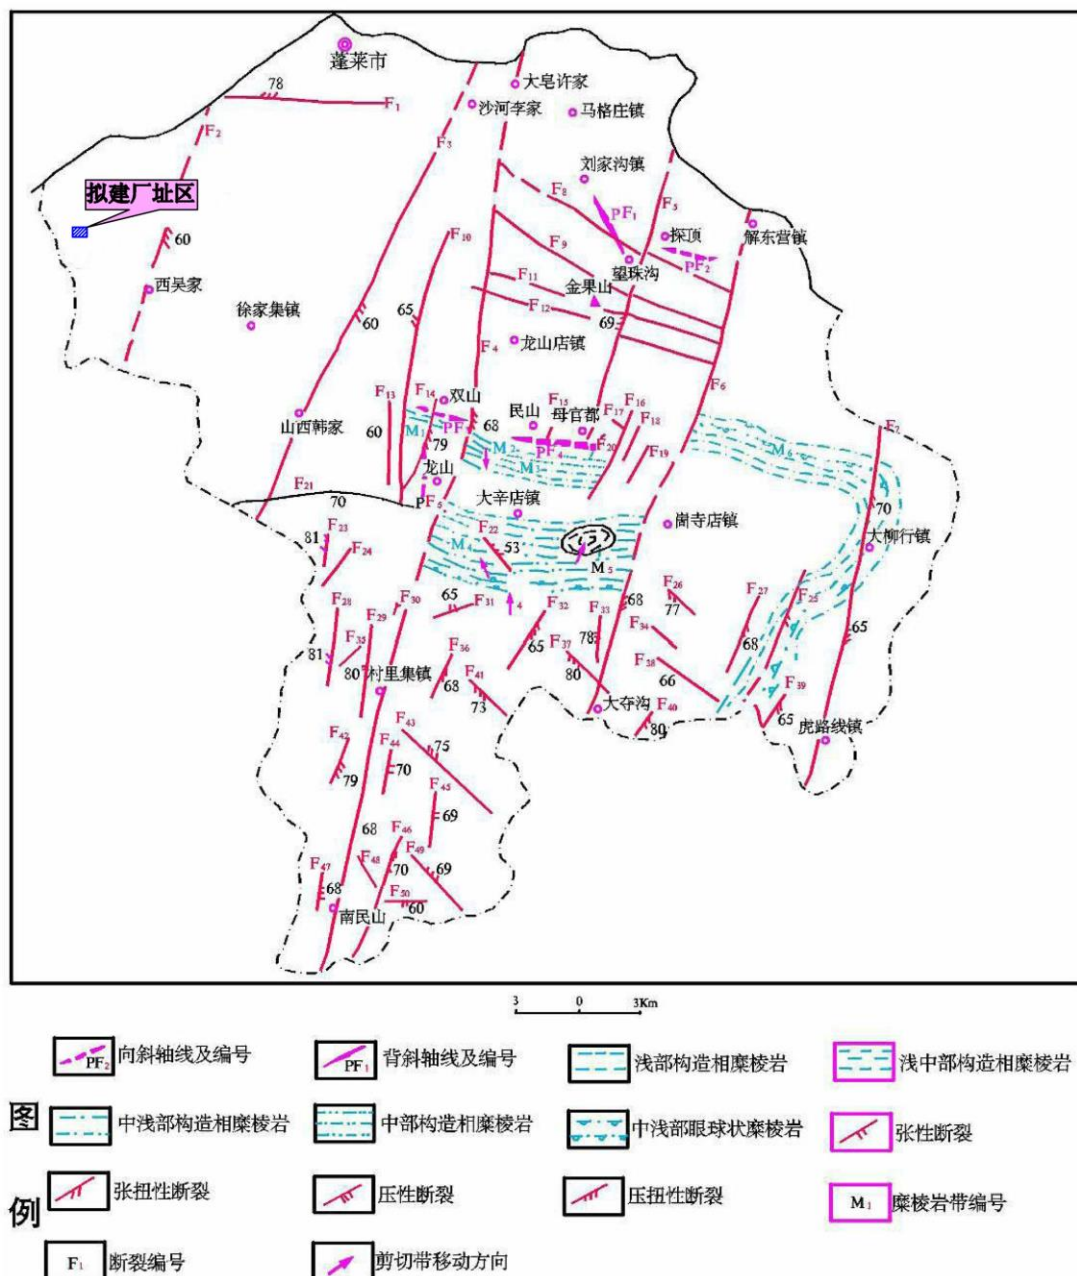 蓬莱市
78
F1
大皂许家
沙河李家
马格庄镇
F2
F3
刘家沟镇
拟建厂址区
F8
PF1
F5
探顶
解东营镇
60
F10
F9
PF2
望珠沟
西吴家
F11
金果山
徐家集镇
60
65
F12
69
F4
龙山店镇
F6
F13
F14
双山
F15
F16
民山
母官都
F17
F18
山西韩家
60
M1
PF
68
79
M2
M3
PF4
F20
F19
M6
F7
龙山
F21
70
PF5
大辛店镇
崮寺店镇
70
81
F23
F24
F22
53
M4
M5
大柳行镇
F28
F29
F30
65
F31
4
F32
F33
68
F26
77
F27
F25
65
81
F35
80
村里集镇
F36
68
F41
73
65
F37
78
80
F34
F38
66
68
大夼沟
F40
80
F39
65
虎路线镇
F42
79
F43
F44
70
75
F45
69
68
F46
F47
68
F48
70
F49
69
F50
60
南民山
3 0 3Km
图例
PF2 向斜轴线及编号
PF1 背斜轴线及编号
浅部构造相糜棱岩
浅中部构造相糜棱岩
中浅部构造相糜棱岩
中部构造相糜棱岩
中浅部眼球状糜棱岩
张性断裂
张扭性断裂
压性断裂
压扭性断裂
M1 糜棱岩带编号
F1 断裂编号
剪切带移动方向